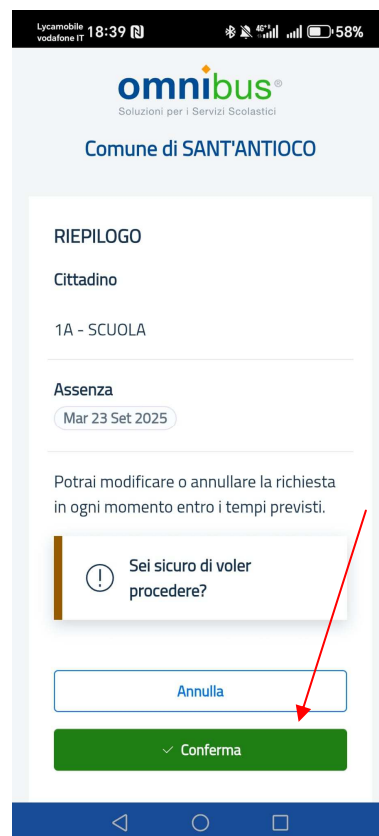 Lycamobile
vodafone IT 18:39 58%
4G+
omnibus®
Soluzioni per i Servizi Scolastici
Comune di SANT'ANTIOCO
RIEPILOGO
Cittadino
1A - SCUOLA
Assenza
Mar 23 Set 2025
Potrai modificare o annullare la richiesta
in ogni momento entro i tempi previsti.
Sei sicuro di voler
procedere?
Annulla
Conferma